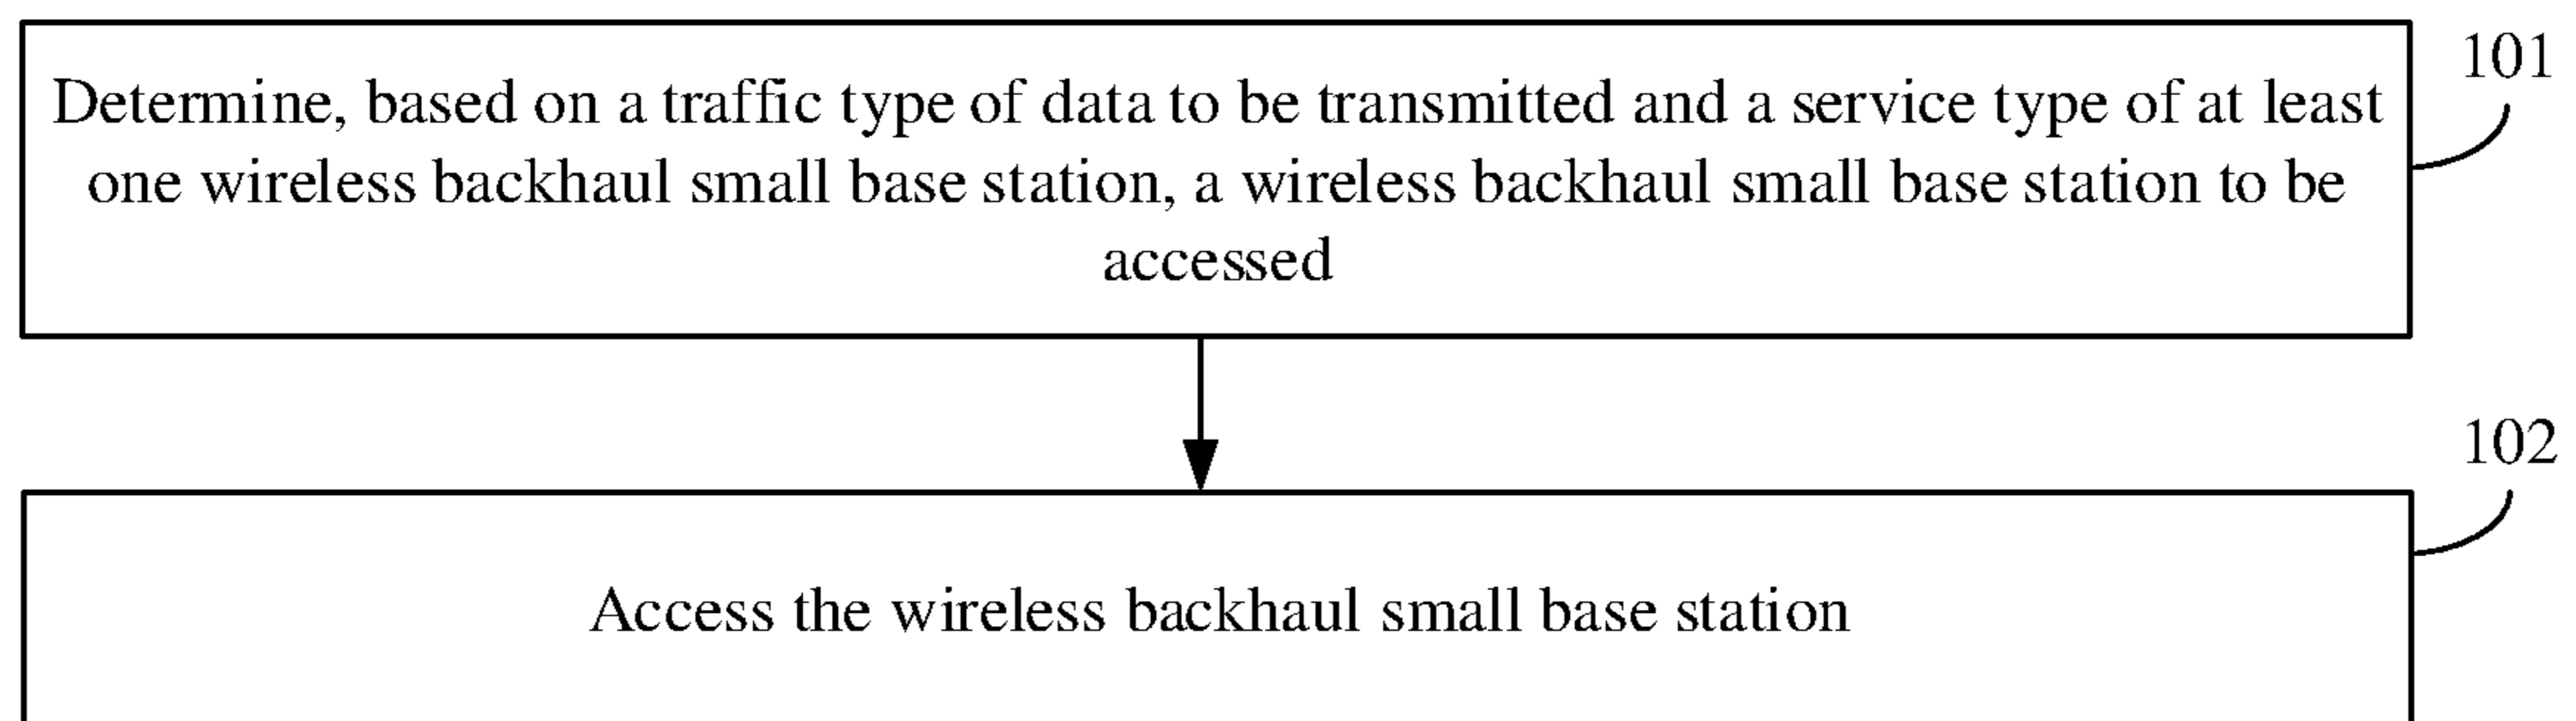 101
Determine, based on a traffic type of data to be transmitted and a service type of at least
one wireless backhaul small base station, a wireless backhaul small base station to be
accessed
102
Access the wireless backhaul small base station